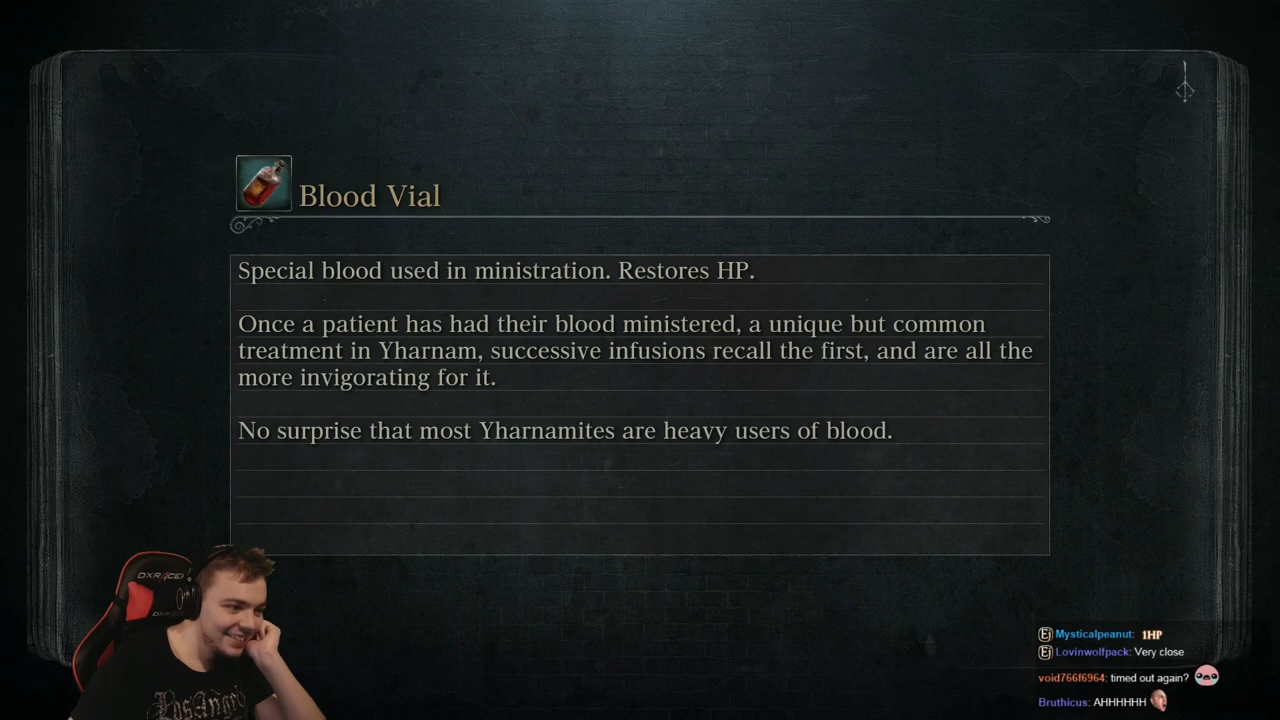 Blood Vial
Special blood used in ministration. Restores HP.
Once a patient has had their blood ministered, a unique but common
treatment in Yharnam, successive infusions recall the first, and are all the
more invigorating for it.
No surprise that most Yharnamites are heavy users of blood.
DXRACER
Mysticalpeanut: 1HP
Lovinwolfpack: Very close
void766f6964: timed out again?
Bruthicus: AHHHHHH